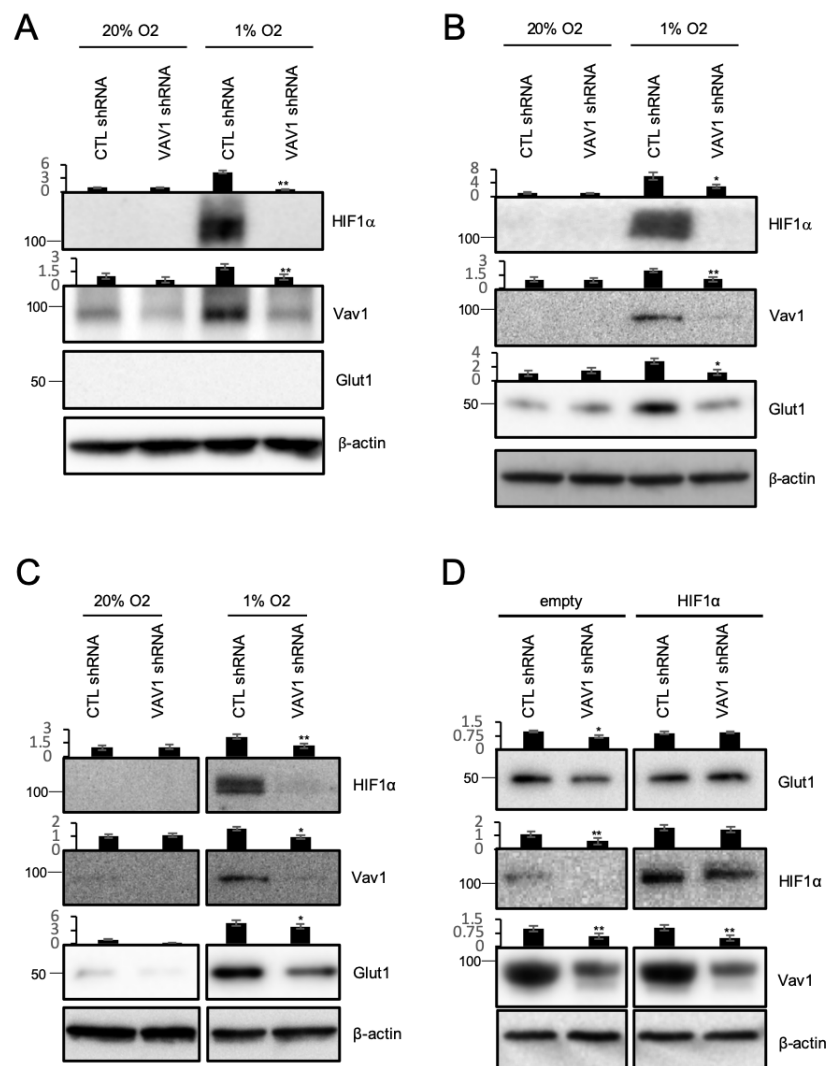 A
20% O2 1% O2
CTL shRNA
VAV1 shRNA
CTL shRNA
VAV1 shRNA
6
3
0
**
HIF1α
100
3
1.5
0
**
100
Vav1
50
Glut1
β-actin
B
20% O2 1% O2
CTL shRNA
VAV1 shRNA
CTL shRNA
VAV1 shRNA
8
4
0
*
HIF1α
100
3
1.5
0
**
100
Vav1
4
2
0
*
50
Glut1
β-actin
C
20% O2 1% O2
CTL shRNA
VAV1 shRNA
CTL shRNA
VAV1 shRNA
3
1.5
0
**
100
HIF1α
2
1
0
*
100
Vav1
6
3
0
*
50
Glut1
β-actin
D
empty HIF1α
CTL shRNA
VAV1 shRNA
CTL shRNA
VAV1 shRNA
1.5
0.75
0
*
50
Glut1
2
1
0
**
100
HIF1α
1.5
0.75
0
** **
100
Vav1
β-actin